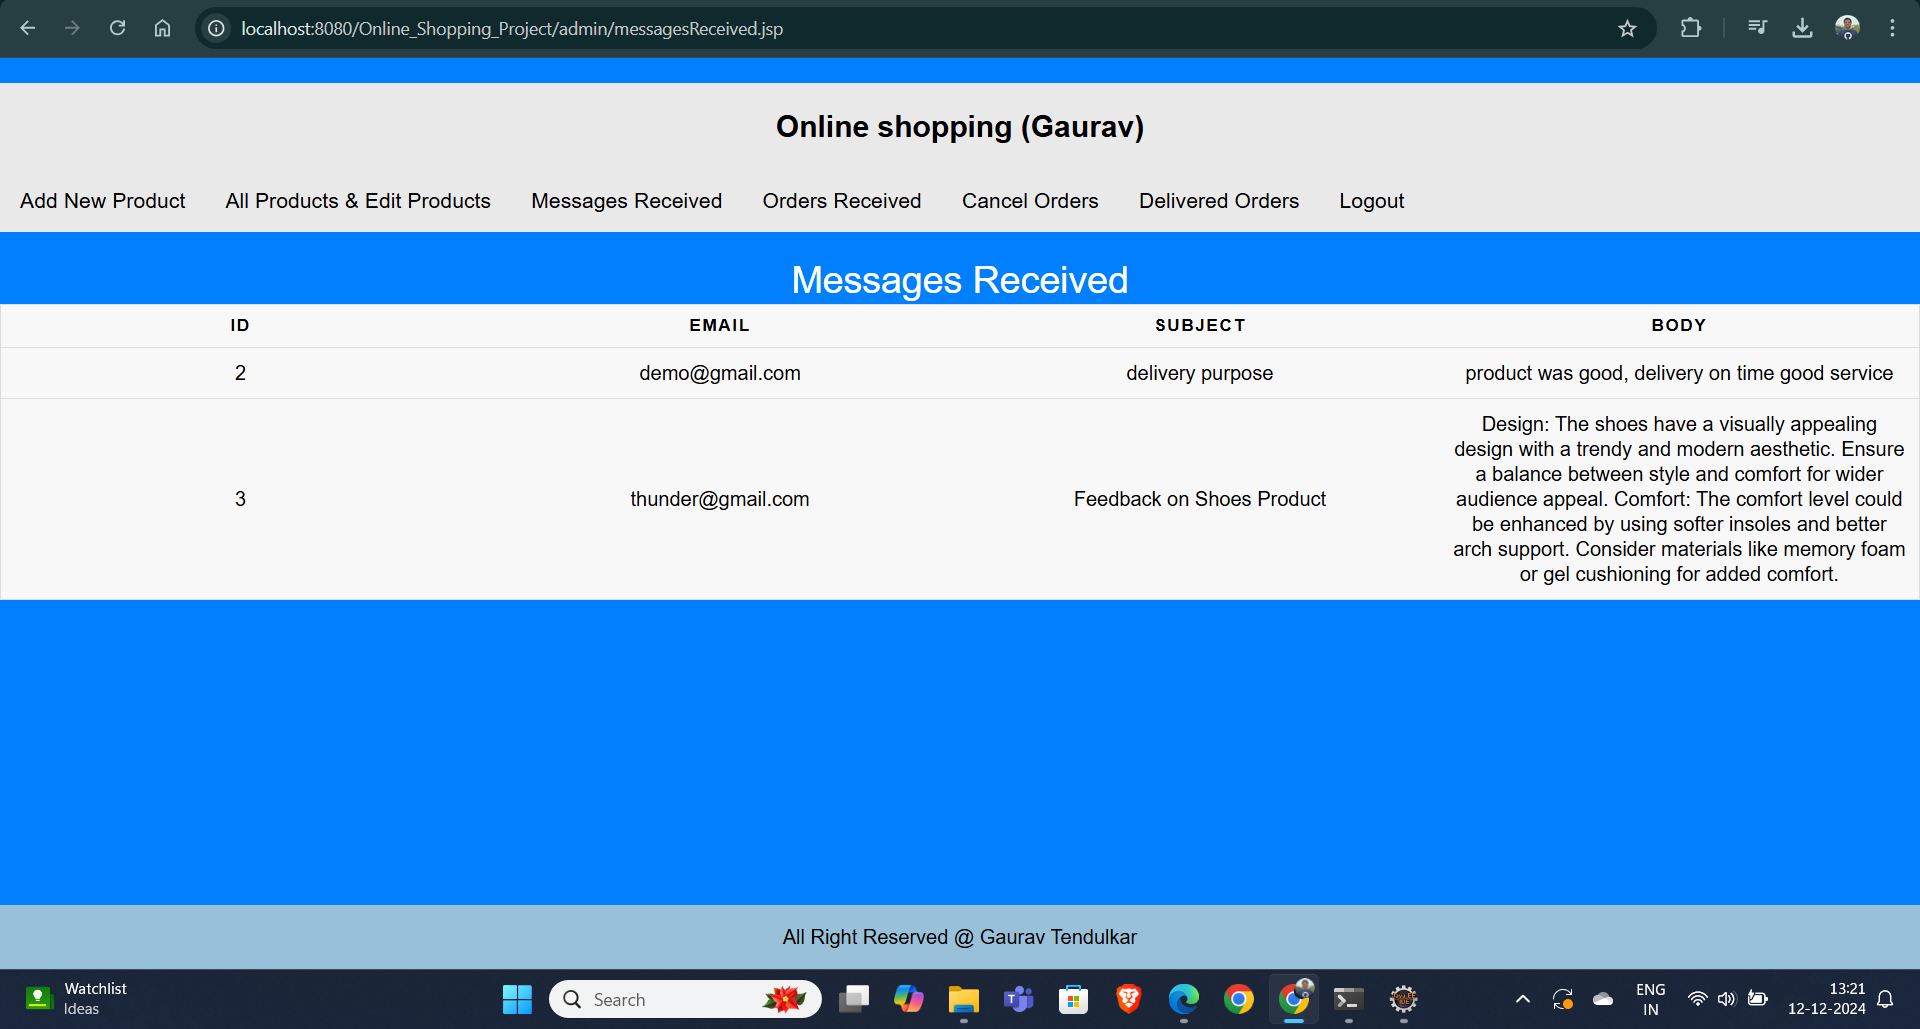 localhost:8080/Online_Shopping_Project/admin/messagesReceived.jsp
Online shopping (Gaurav)
Add New Product All Products & Edit Products Messages Received Orders Received Cancel Orders Delivered Orders Logout
Messages Received
ID EMAIL SUBJECT BODY
2 demo@gmail.com delivery purpose product was good, delivery on time good service
Design: The shoes have a visually appealing
design with a trendy and modern aesthetic. Ensure
a balance between style and comfort for wider
3 thunder@gmail.com Feedback on Shoes Product audience appeal. Comfort: The comfort level could
be enhanced by using softer insoles and better
arch support. Consider materials like memory foam
or gel cushioning for added comfort.
All Right Reserved @ Gaurav Tendulkar
Watchlist
Ideas
Search
ENG
IN
13:21
12-12-2024